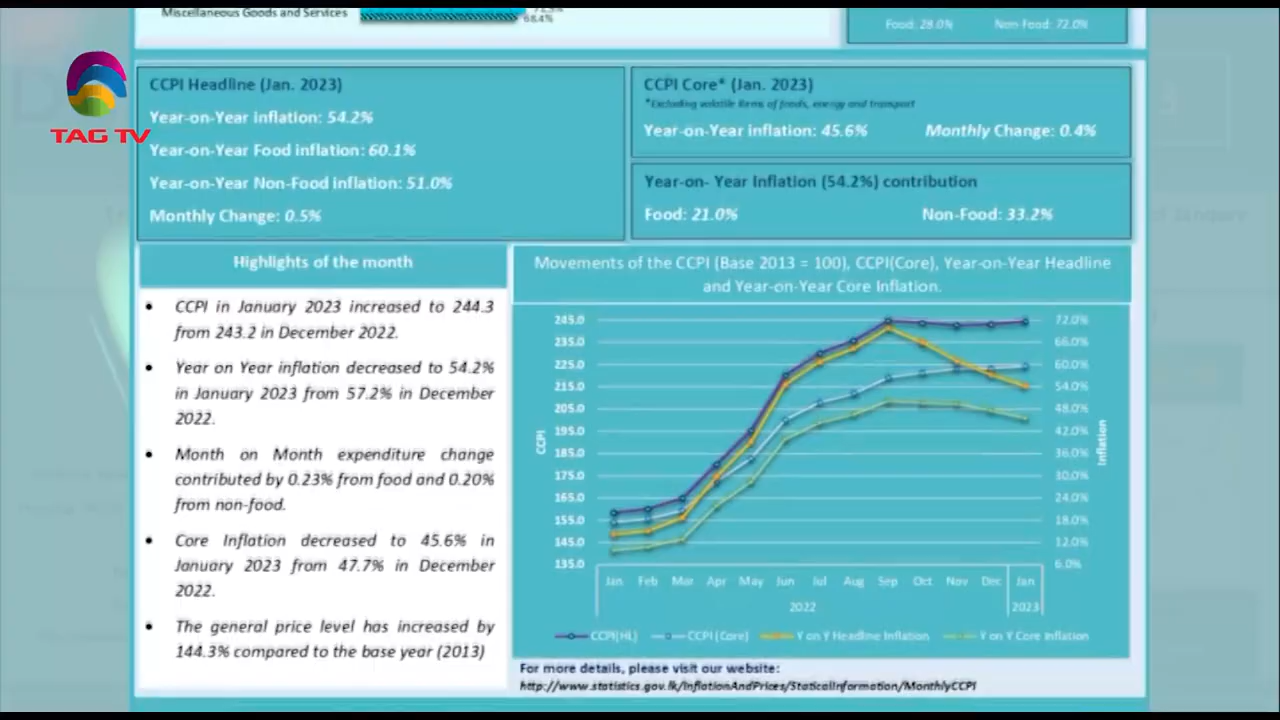 Miscellaneous Goods and Services
68.4%
Food: 28.0% Non-Food: 72.0%
TAG TV
CCPI Headline (Jan. 2023)
Year-on-Year inflation: 54.2%
Year-on-Year Food inflation: 60.1%
Year-on-Year Non-Food Inflation: 51.0%
Monthly Change: 0.5%
CCPI Core* (Jan. 2023)
*Excluding volatile items of foods, energy and transport
Year-on-Year inflation: 45.6% Monthly Change: 0.4%
Year-on- Year Inflation (54.2%) contribution
Food: 21.0% Non-Food: 33.2%
Highlights of the month
• CCPI in January 2023 increased to 244.3
from 243.2 in December 2022.
• Year on Year inflation decreased to 54.2%
in January 2023 from 57.2% in December
2022.
• Month on Month expenditure change
contributed by 0.23% from food and 0.20%
from non-food.
• Core Inflation decreased to 45.6% in
January 2023 from 47.7% in December
2022.
• The general price level has increased by
144.3% compared to the base year (2013)
Movements of the CCPI (Base 2013 = 100), CCPI(Core), Year-on-Year Headline
and Year-on-Year Core Inflation.
245.0 72.0%
235.0 66.0%
225.0 60.0%
215.0 54.0%
205.0 48.0%
195.0 42.0%
185.0 36.0%
175.0 30.0%
165.0 24.0%
155.0 18.0%
145.0 12.0%
135.0 6.0%
CCPI
Inflation
Jan Feb Mar Apr May Jun Jul Aug Sep Oct Nov Dec Jan
2022 2023
CCPI(HL) CCPI(Core) Y on Y Headline Inflation Y on Y Core Inflation
For more details, please visit our website:
http://www.statistics.gov.lk/InflationAndPrices/StaticalInformation/MonthlyCCPI